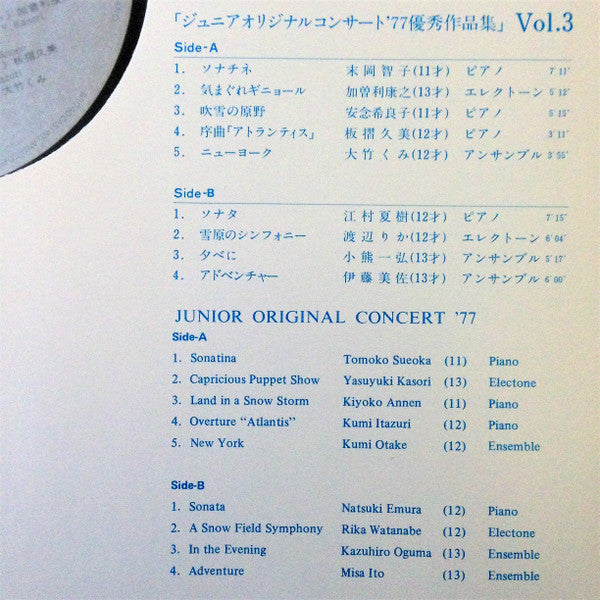 「ジュニアオリジナルコンサート'77優秀作品集」 Vol.3
Side-A
1. ソナチネ 末岡智子(11才) ピアノ 7'11"
2. 気まぐれギニョール 加曽利康之(13才) エレクトーン 5'12"
3. 吹雪の原野 安念希良子(11才) ピアノ 5'15"
4. 序曲「アトランティス」 板摺久美(12才) ピアノ 3'11"
5. ニューヨーク 大竹くみ(12才) アンサンブル 3'55"
Side-B
1. ソナタ 江村夏樹(12才) ピアノ 7'15"
2. 雪原のシンフォニー 渡辺りか(12才) エレクトーン 6'04"
3. 夕べに 小熊一弘(13才) アンサンブル 5'17"
4. アドベンチャー 伊藤美佐(13才) アンサンブル 6'00"
JUNIOR ORIGINAL CONCERT '77
Side-A
1. Sonatina Tomoko Sueoka (11) Piano
2. Capricious Puppet Show Yasuyuki Kasori (13) Electone
3. Land in a Snow Storm Kiyoko Annen (11) Piano
4. Overture "Atlantis" Kumi Itazuri (12) Piano
5. New York Kumi Otake (12) Ensemble
Side-B
1. Sonata Natsuki Emura (12) Piano
2. A Snow Field Symphony Rika Watanabe (12) Electone
3. In the Evening Kazuhiro Oguma (13) Ensemble
4. Adventure Misa Ito (13) Ensemble